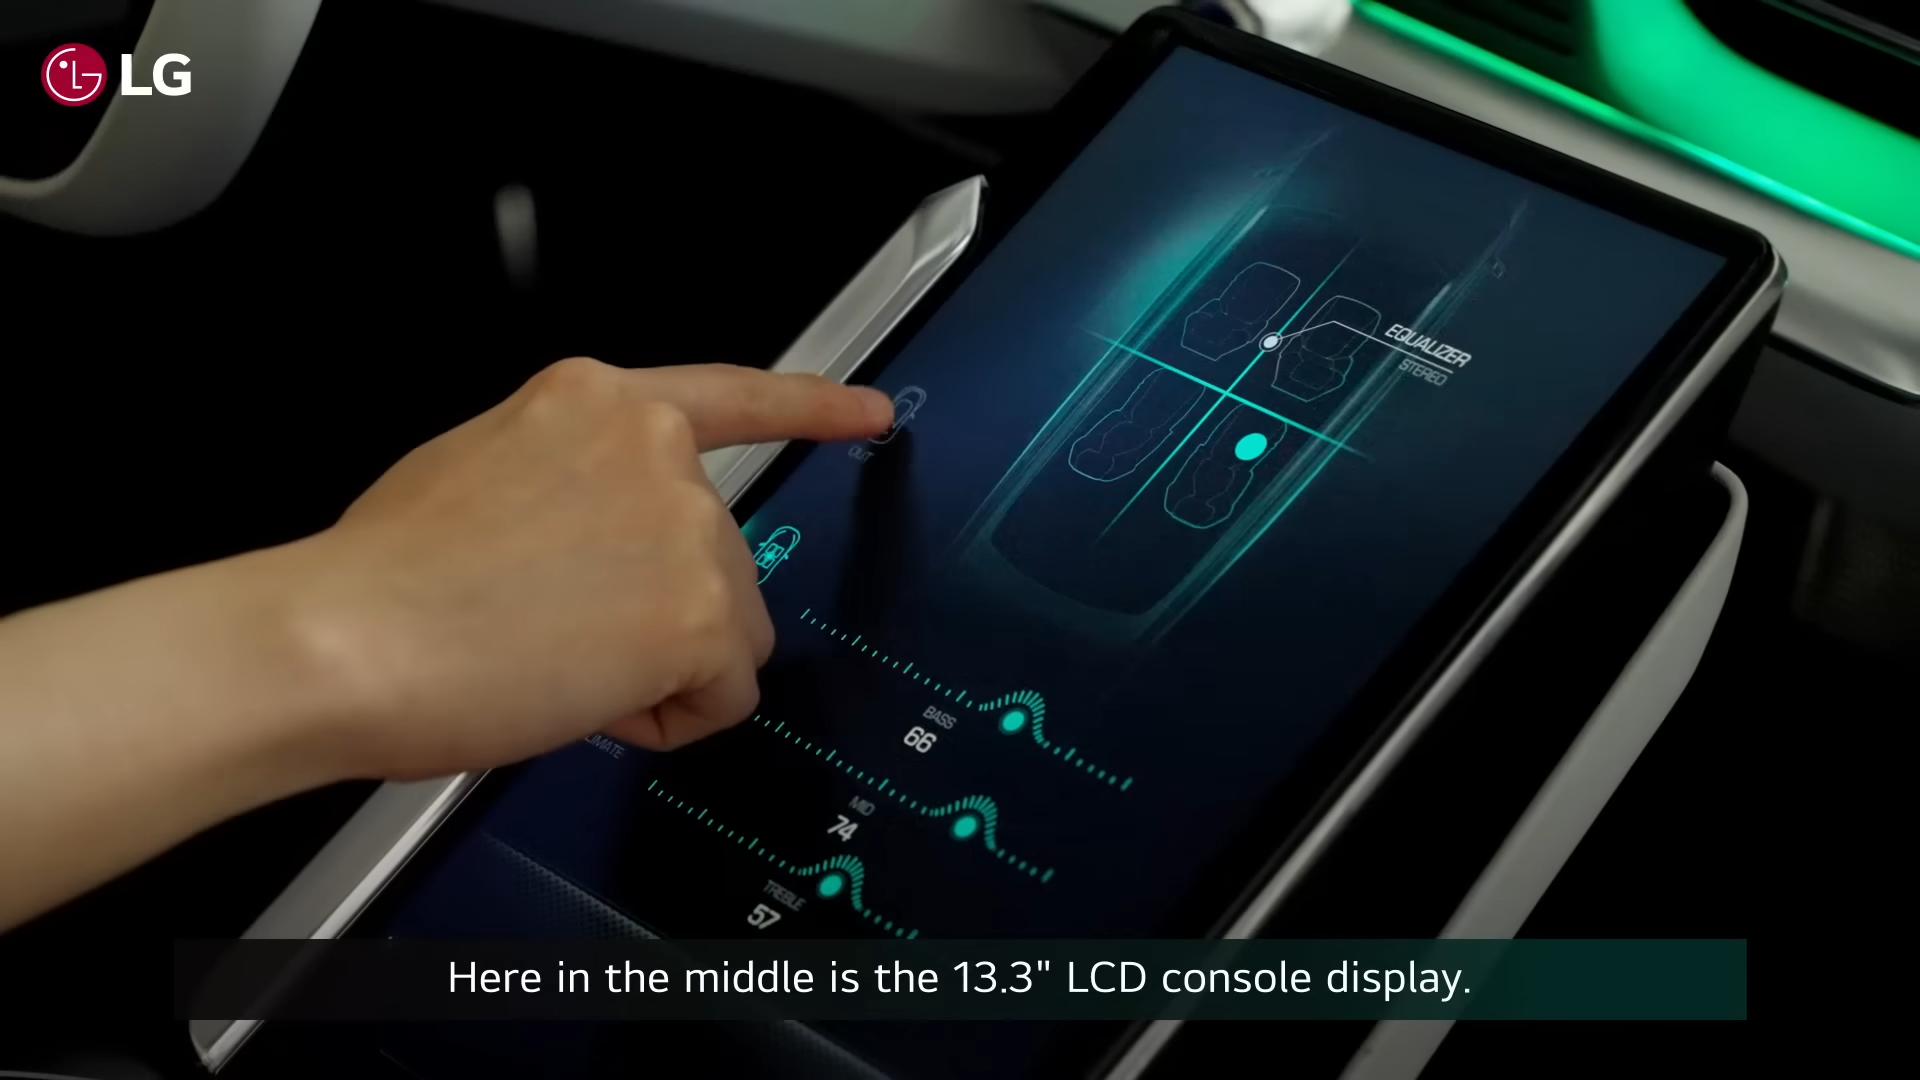 LG
EQUALIZER
STEREO
OUT
BASS
66
MID
74
TREBLE
57
Here in the middle is the 13.3" LCD console display.